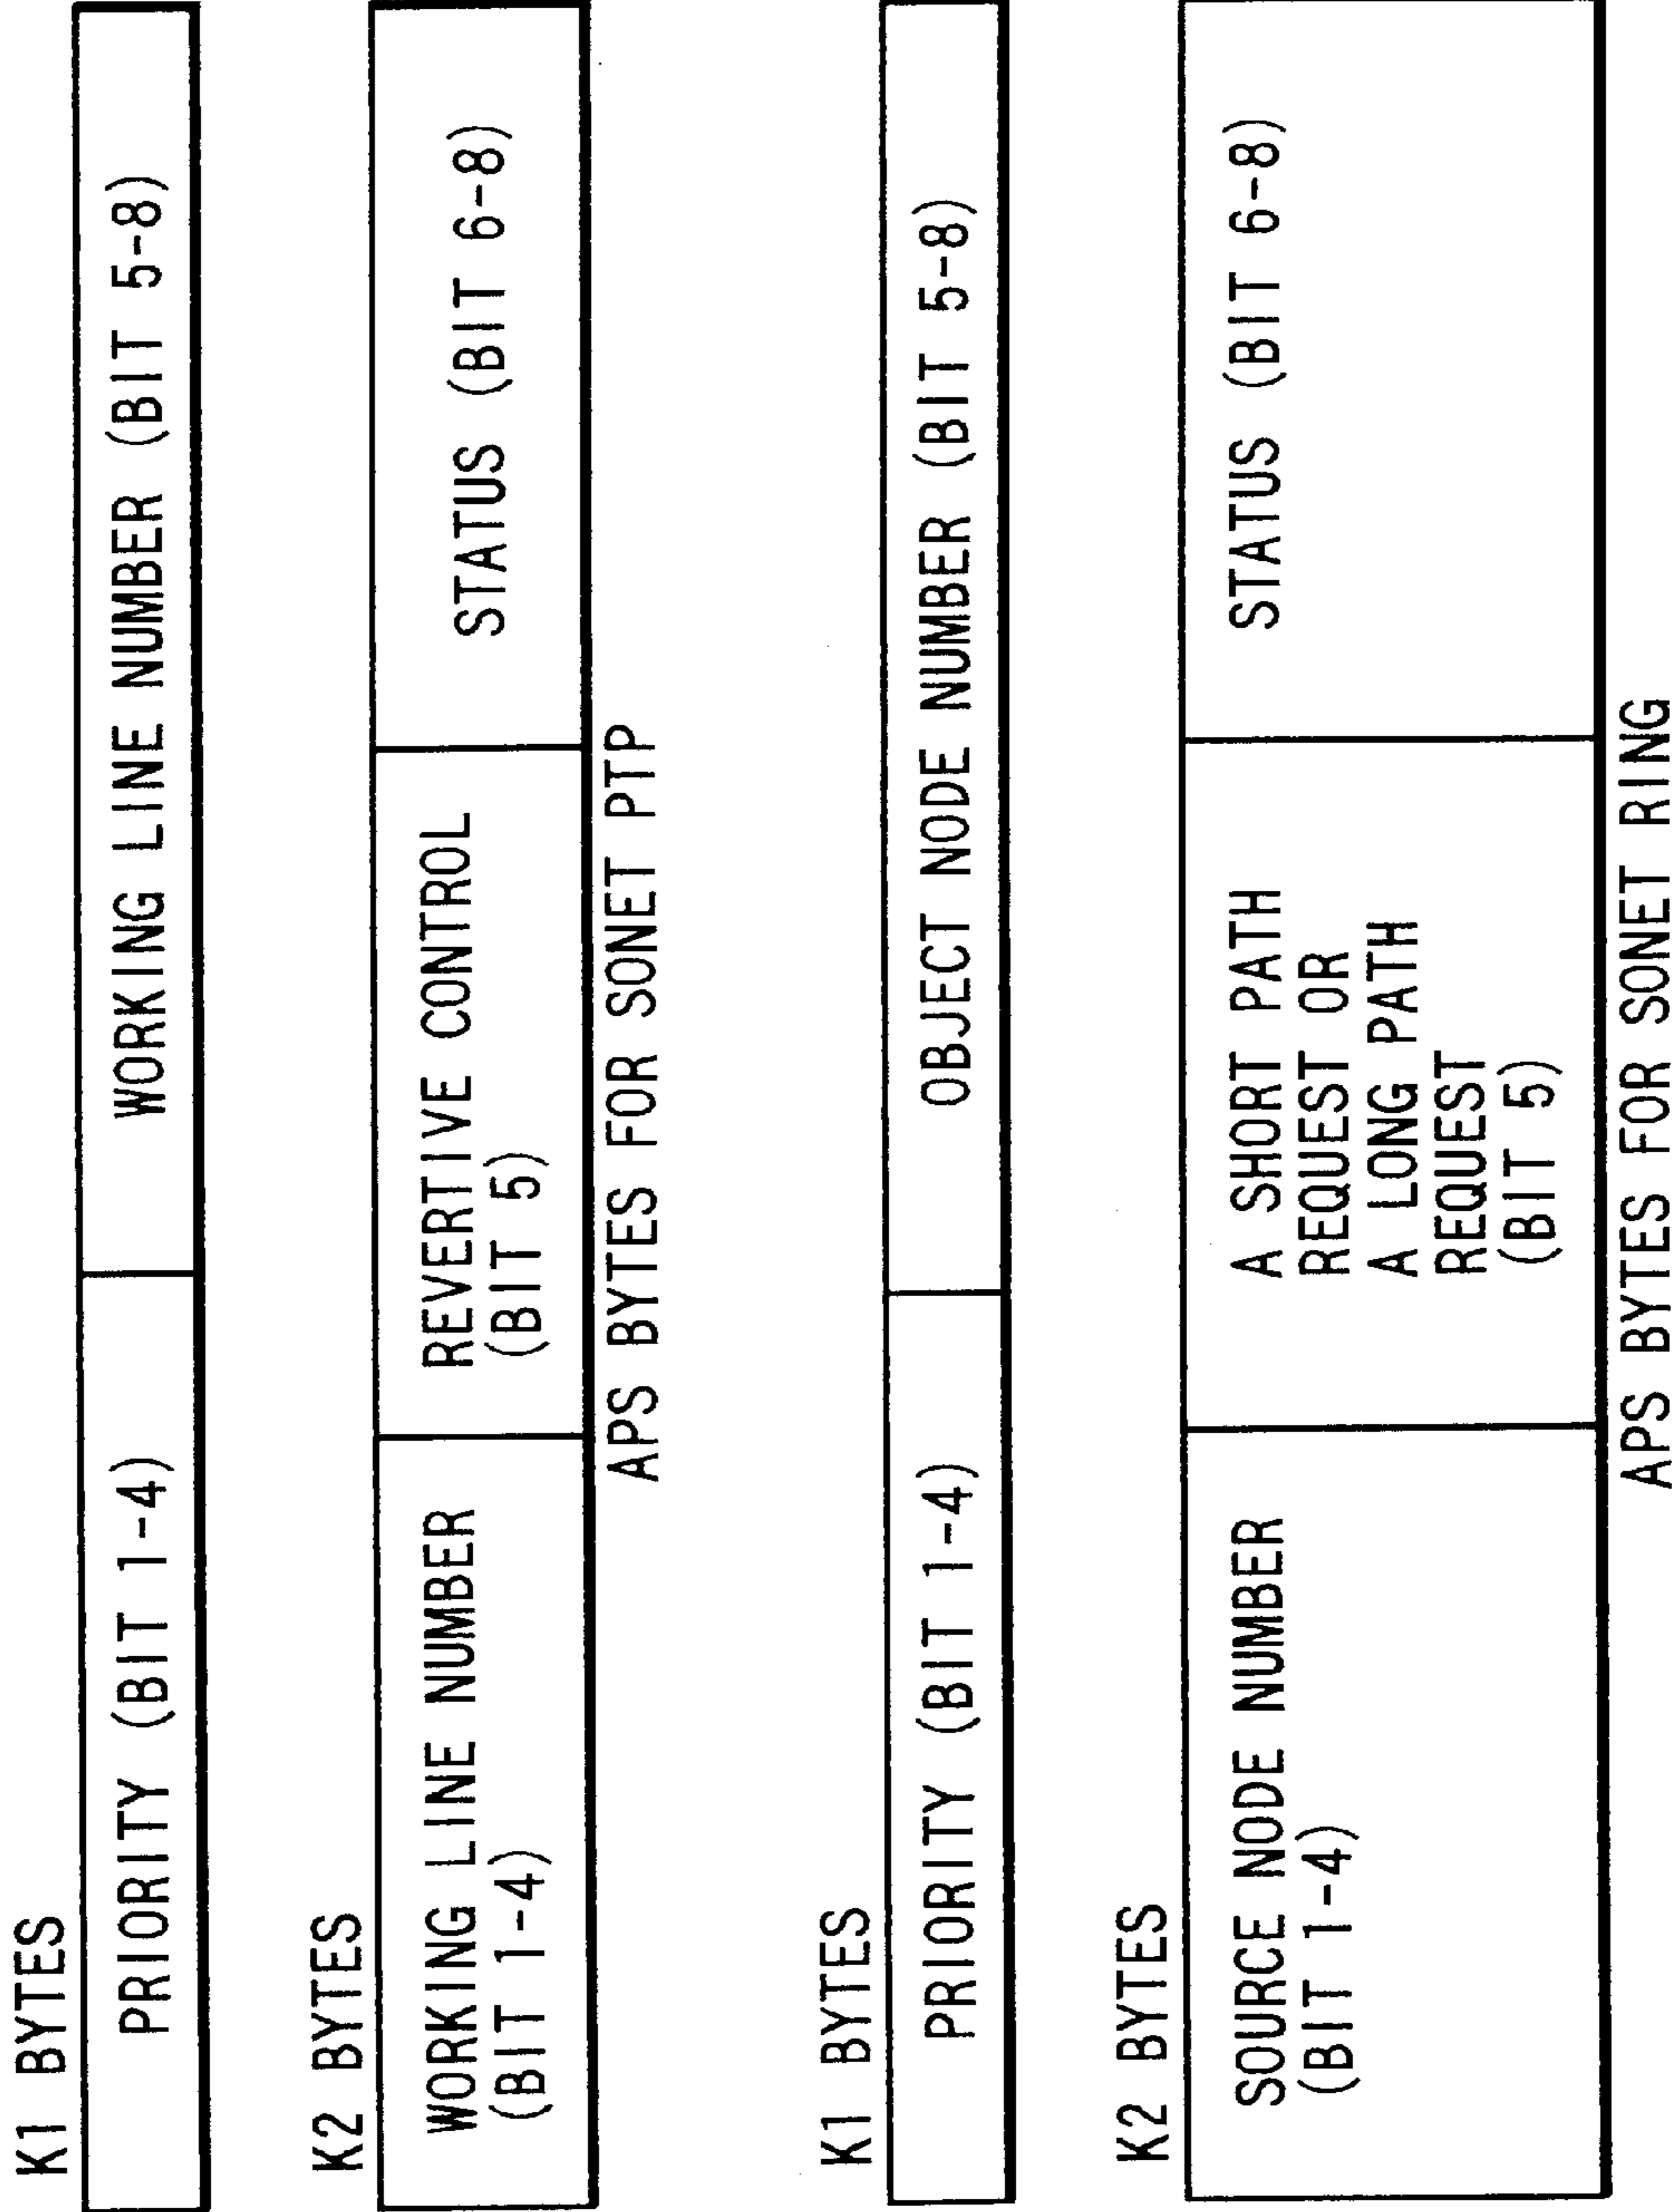 K1 BYTES
PRIORITY (BIT 1-4)
WORKING LINE NUMBER (BIT 5-8)
K2 BYTES
WORKING LINE NUMBER
(BIT 1-4)
REVERTIVE CONTROL
(BIT 5)
STATUS (BIT 6-8)
APS BYTES FOR SONET PTP
K1 BYTES
PRIORITY (BIT 1-4)
OBJECT NODE NUMBER (BIT 5-8)
K2 BYTES
SOURCE NODE NUMBER
(BIT 1-4)
A SHORT PATH
REQUEST OR
A LONG PATH
REQUEST
(BIT 5)
STATUS (BIT 6-8)
APS BYTES FOR SONET RING